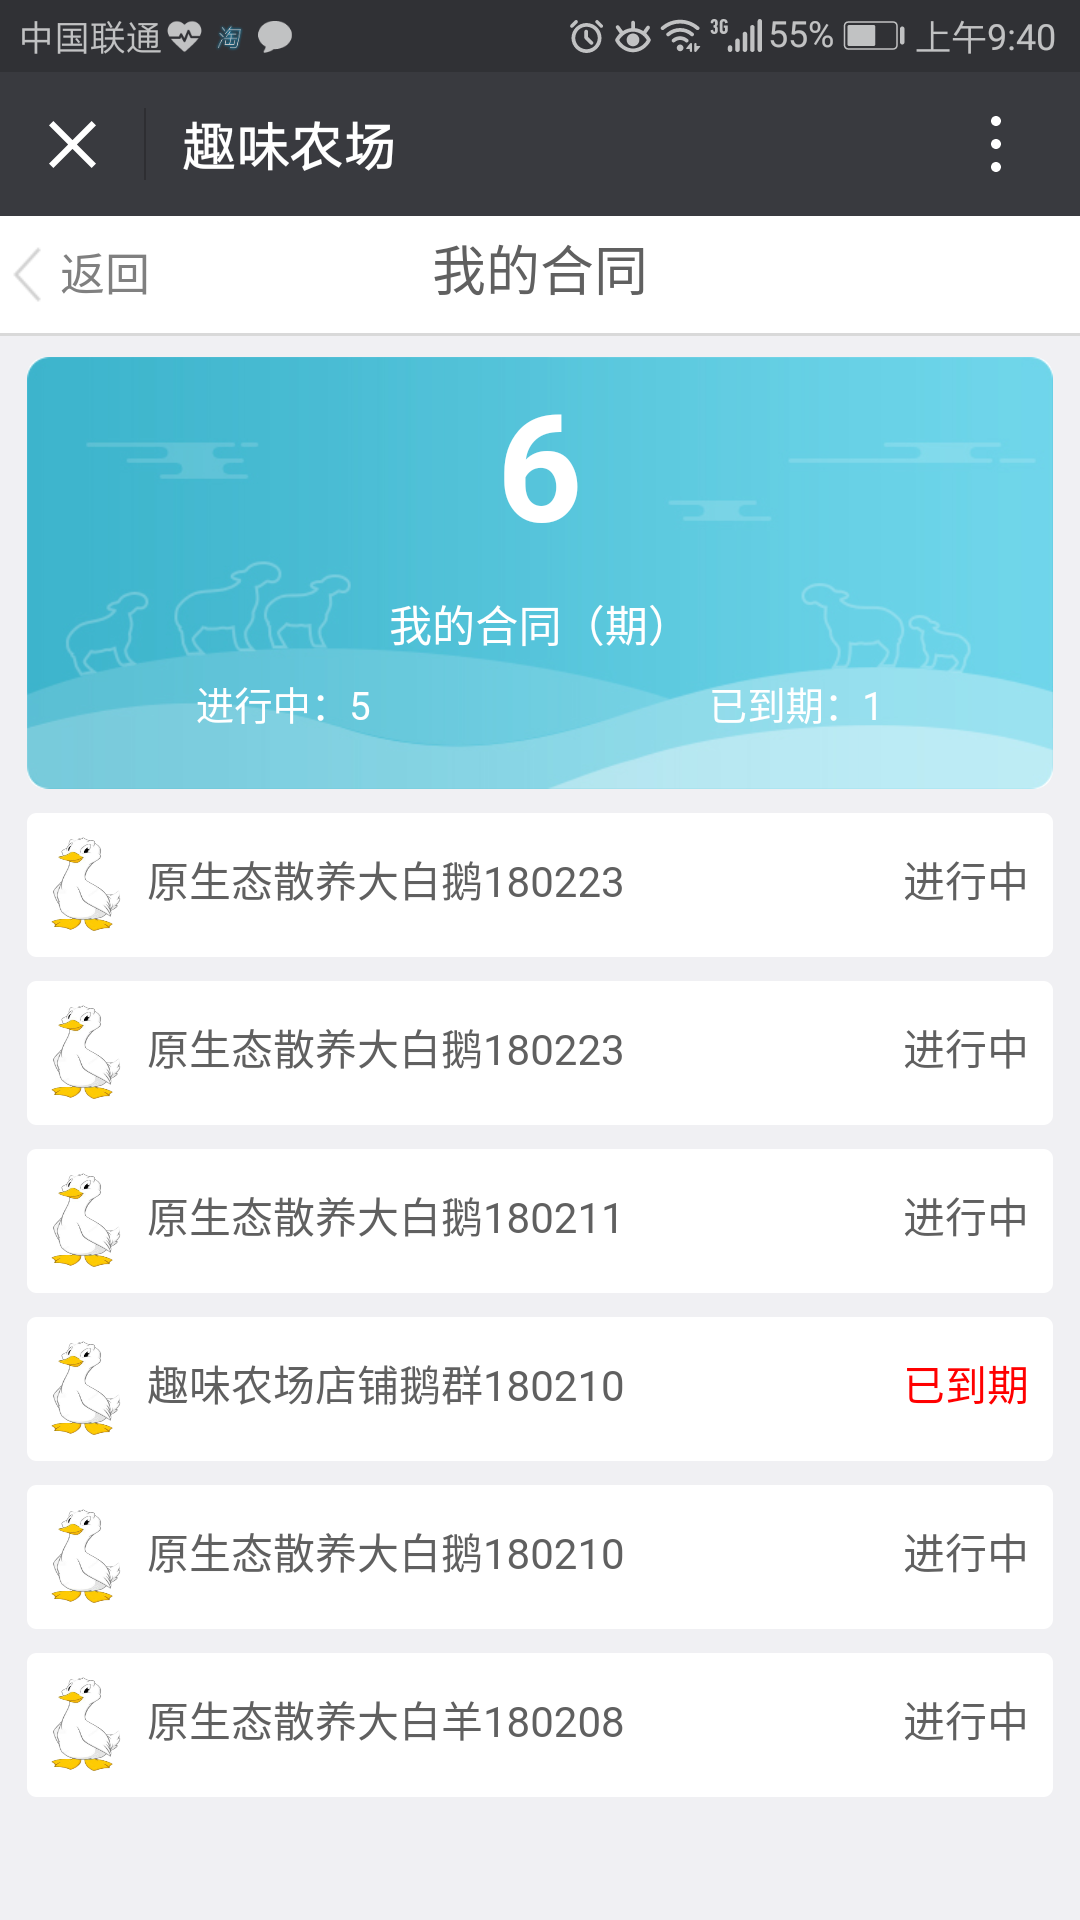 中国联通 淘 3G 55% 上午9:40
趣味农场
返回 我的合同
6
我的合同（期）
进行中：5 已到期：1
原生态散养大白鹅180223 进行中
原生态散养大白鹅180223 进行中
原生态散养大白鹅180211 进行中
趣味农场店铺鹅群180210 已到期
原生态散养大白鹅180210 进行中
原生态散养大白羊180208 进行中